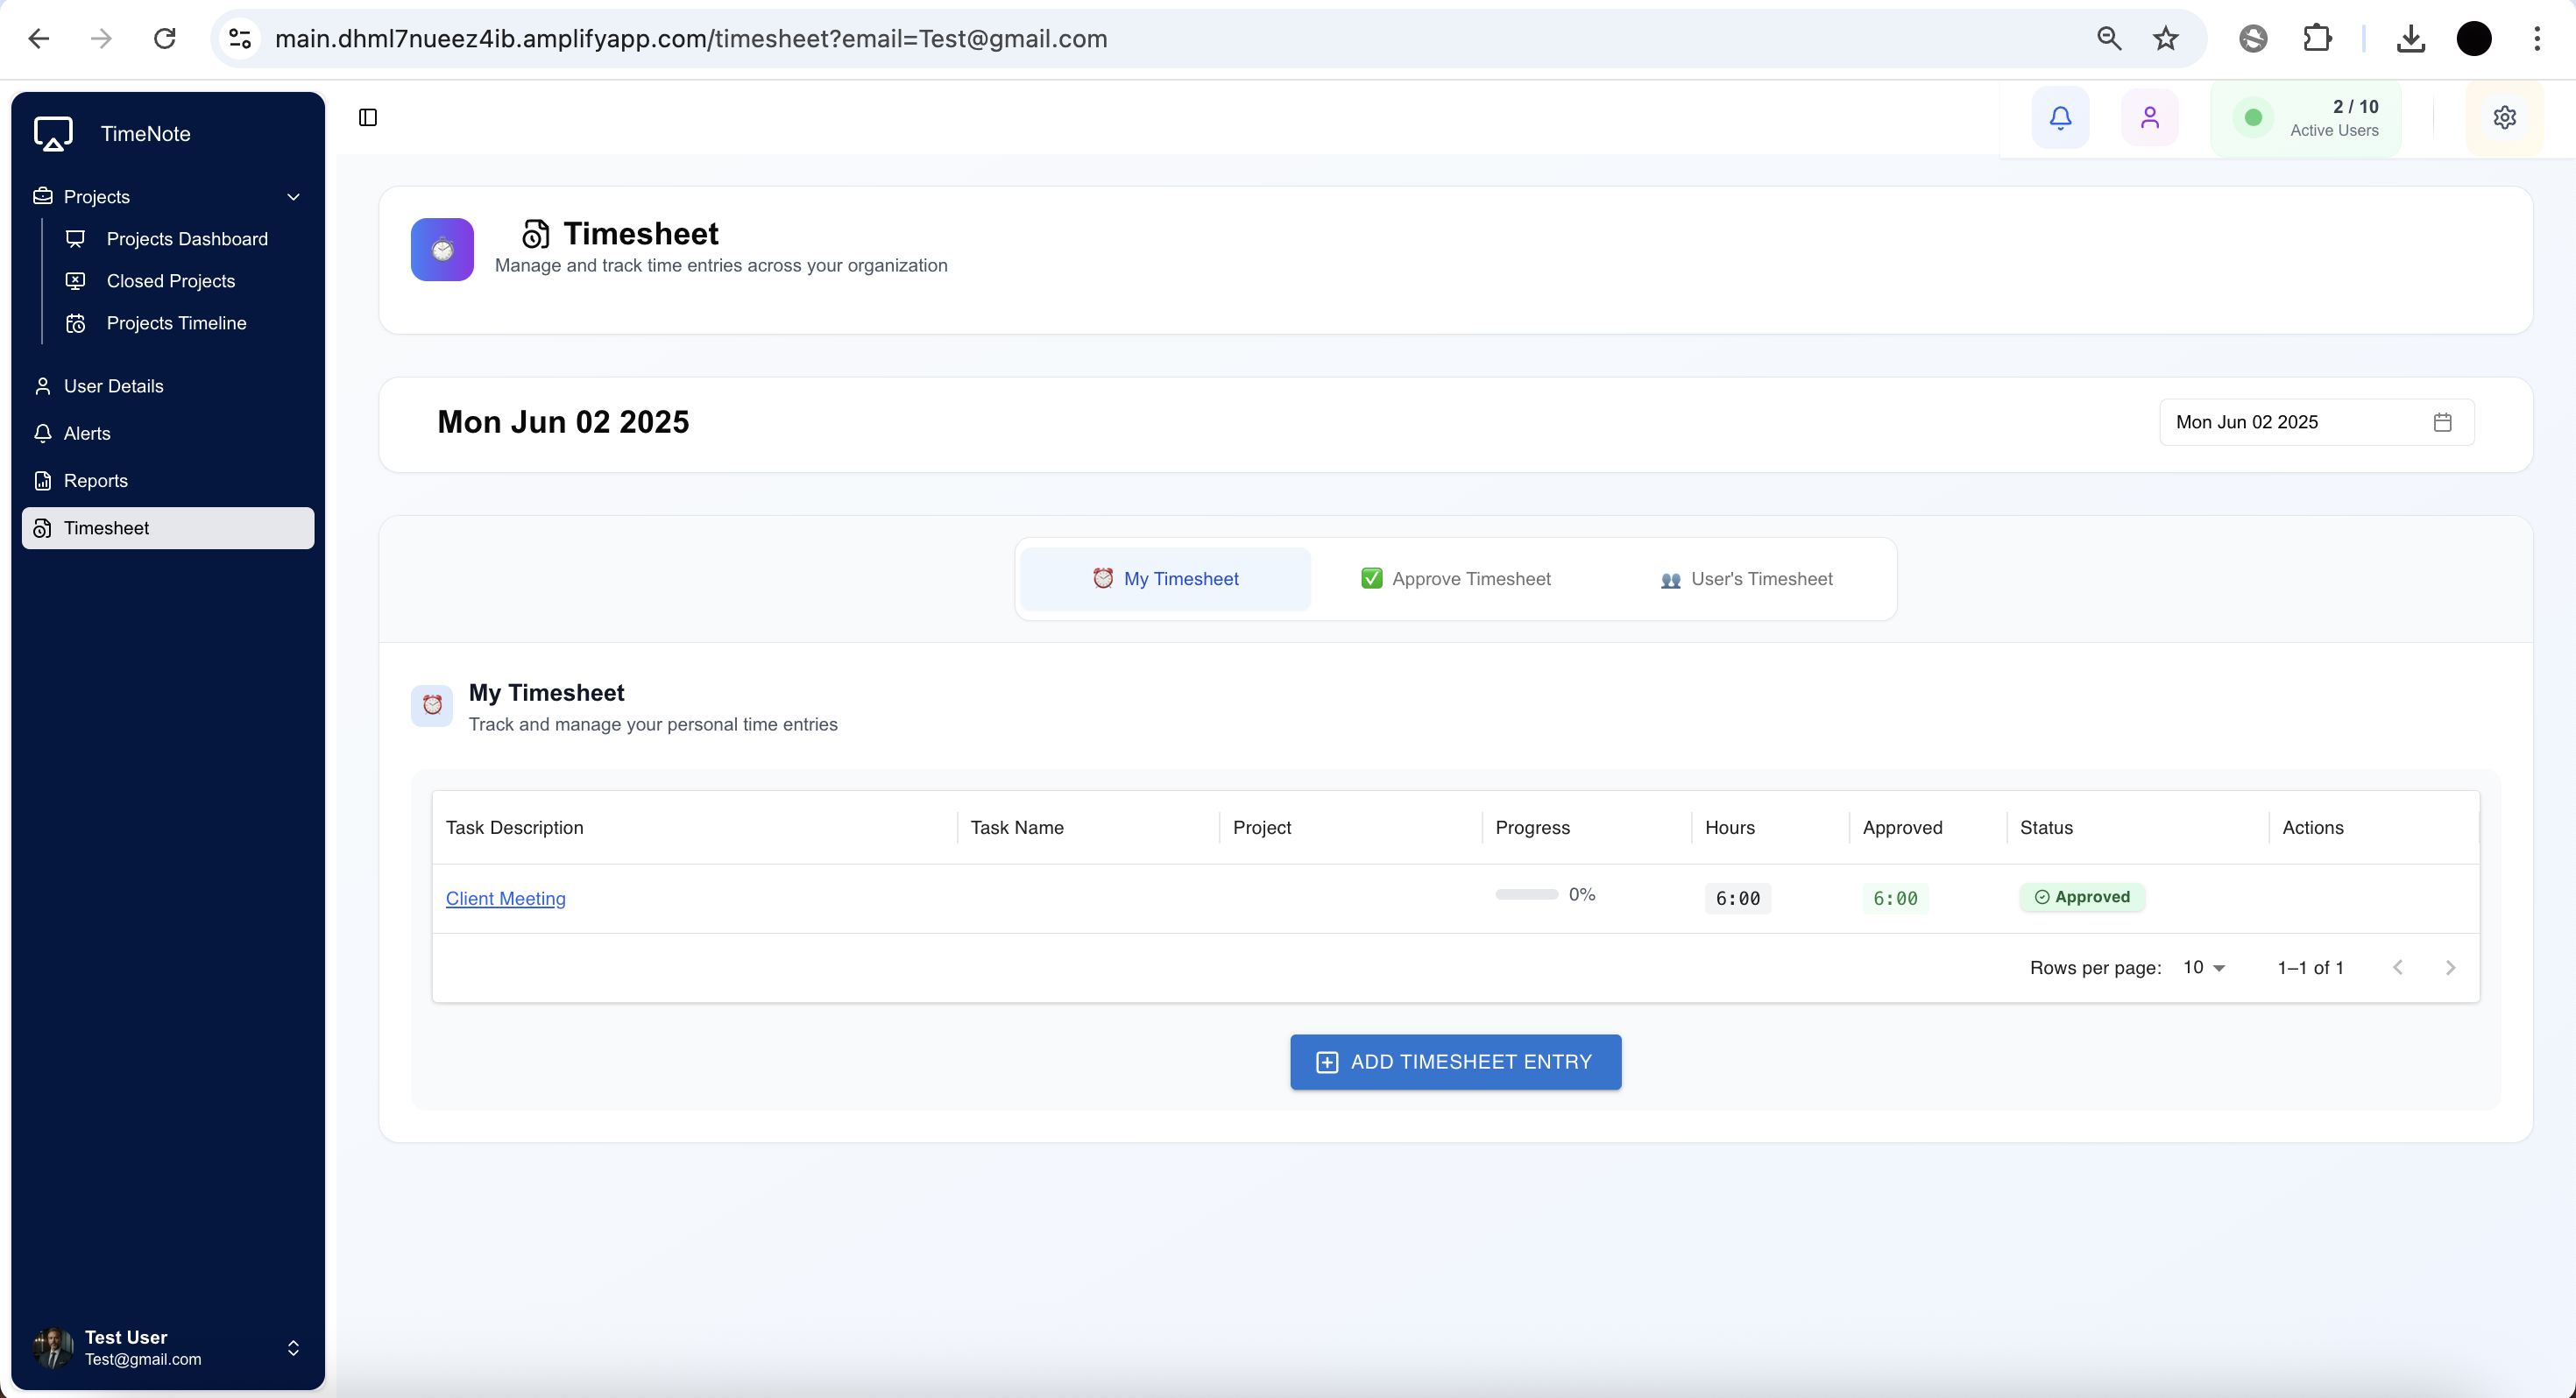 main.dhml7nueez4ib.amplifyapp.com/timesheet?email=Test@gmail.com
TimeNote
Projects
Projects Dashboard
Closed Projects
Projects Timeline
User Details
Alerts
Reports
Timesheet
Test User
Test@gmail.com
2 / 10
Active Users
Timesheet
Manage and track time entries across your organization
Mon Jun 02 2025
Mon Jun 02 2025
My Timesheet
Approve Timesheet
User's Timesheet
My Timesheet
Track and manage your personal time entries
Task Description Task Name Project Progress Hours Approved Status Actions
Client Meeting 0% 6:00 6:00 Approved
Rows per page: 10 1–1 of 1
ADD TIMESHEET ENTRY